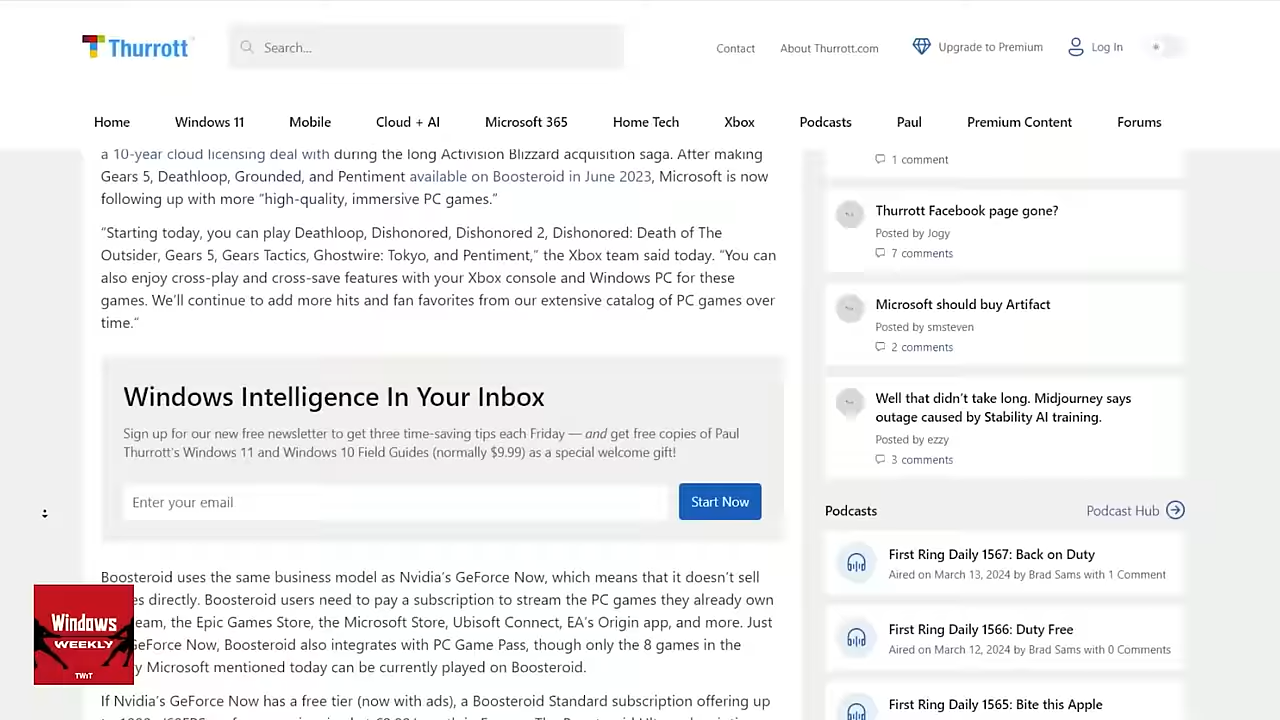 Thurrott
Search...
Contact
About Thurrott.com
Upgrade to Premium
Log In
Home
Windows 11
Mobile
Cloud + AI
Microsoft 365
Home Tech
Xbox
Podcasts
Paul
Premium Content
Forums
a 10-year cloud licensing deal with during the long Activision Blizzard acquisition saga. After making
Gears 5, Deathloop, Grounded, and Pentiment available on Boosteroid in June 2023, Microsoft is now
following up with more “high-quality, immersive PC games.”
“Starting today, you can play Deathloop, Dishonored, Dishonored 2, Dishonored: Death of The
Outsider, Gears 5, Gears Tactics, Ghostwire: Tokyo, and Pentiment,” the Xbox team said today. “You can
also enjoy cross-play and cross-save features with your Xbox console and Windows PC for these
games. We’ll continue to add more hits and fan favorites from our extensive catalog of PC games over
time.“
Windows Intelligence In Your Inbox
Sign up for our new free newsletter to get three time-saving tips each Friday — and get free copies of Paul
Thurrott's Windows 11 and Windows 10 Field Guides (normally $9.99) as a special welcome gift!
Enter your email
Start Now
Boosteroid uses the same business model as Nvidia’s GeForce Now, which means that it doesn’t sell
directly. Boosteroid users need to pay a subscription to stream the PC games they already own
the Epic Games Store, the Microsoft Store, Ubisoft Connect, EA’s Origin app, and more. Just
GeForce Now, Boosteroid also integrates with PC Game Pass, though only the 8 games in the
Microsoft mentioned today can be currently played on Boosteroid.
If Nvidia’s GeForce Now has a free tier (now with ads), a Boosteroid Standard subscription offering up
Windows
WEEKLY
TWiT
1 comment
Thurrott Facebook page gone?
Posted by Jogy
7 comments
Microsoft should buy Artifact
Posted by smsteven
2 comments
Well that didn’t take long. Midjourney says
outage caused by Stability AI training.
Posted by ezzy
3 comments
Podcasts
Podcast Hub
First Ring Daily 1567: Back on Duty
Aired on March 13, 2024 by Brad Sams with 1 Comment
First Ring Daily 1566: Duty Free
Aired on March 12, 2024 by Brad Sams with 0 Comments
First Ring Daily 1565: Bite this Apple